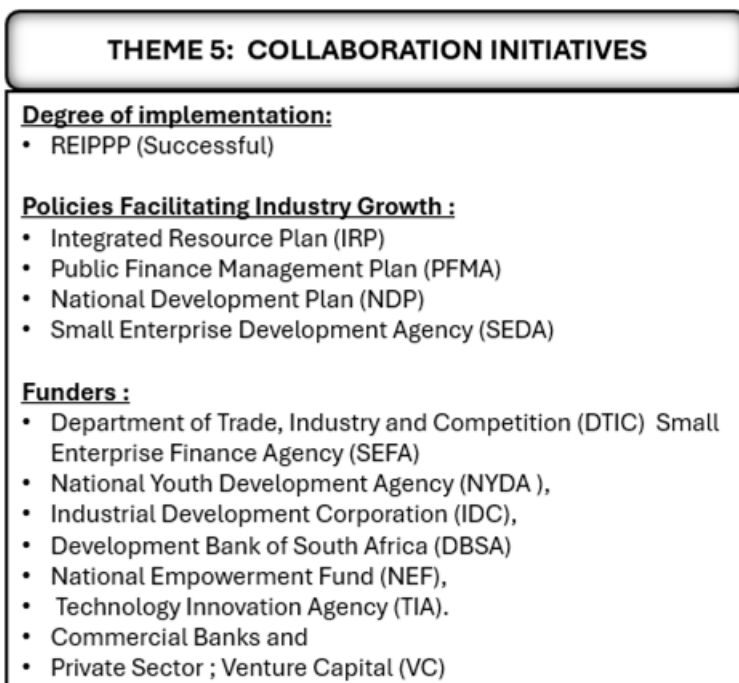 THEME 5: COLLABORATION INITIATIVES
Degree of implementation:
• REIPPP (Successful)
Policies Facilitating Industry Growth :
• Integrated Resource Plan (IRP)
• Public Finance Management Plan (PFMA)
• National Development Plan (NDP)
• Small Enterprise Development Agency (SEDA)
Funders :
• Department of Trade, Industry and Competition (DTIC) Small
Enterprise Finance Agency (SEFA)
• National Youth Development Agency (NYDA ),
• Industrial Development Corporation (IDC),
• Development Bank of South Africa (DBSA)
• National Empowerment Fund (NEF),
• Technology Innovation Agency (TIA).
• Commercial Banks and
• Private Sector ; Venture Capital (VC)